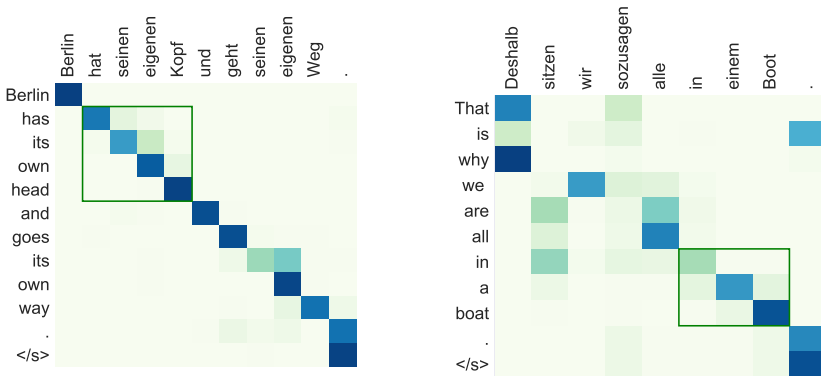 Berlin hat seinen eigenen Kopf und geht seinen eigenen Weg .
Berlin
has
its
own
head
and
goes
its
own
way
.
</s>
Deshalb sitzen wir sozusagen alle in einem Boot .
That
is
why
we
are
all
in
a
boat
.
</s>